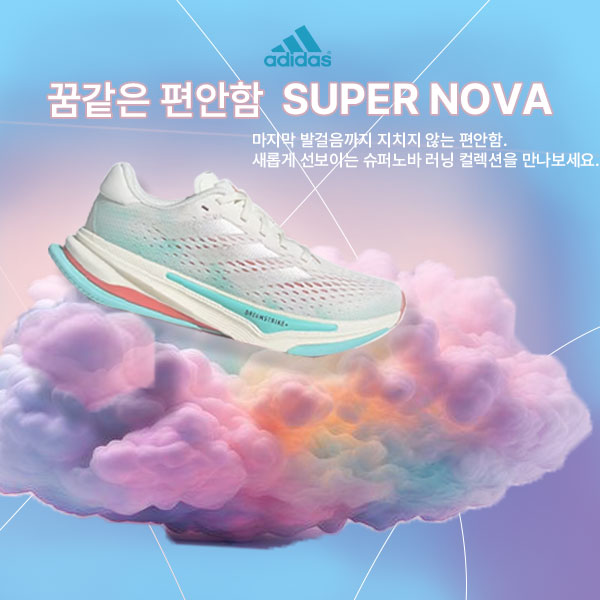 adidas
꿈같은 편안함 SUPER NOVA
마지막 발걸음까지 지치지 않는 편안함.
새롭게 선보이는 슈퍼노바 러닝 컬렉션을 만나보세요.
DREAMSTRIKE+